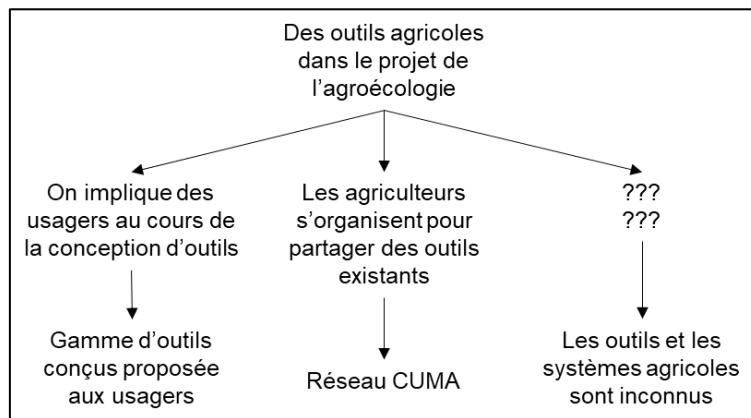 Des outils agricoles
dans le projet de
l'agroécologie
On implique des
usagers au cours de
la conception d'outils
Les agriculteurs
s'organisent pour
partager des outils
existants
???
???
Gamme d'outils
conçus proposée
aux usagers
Réseau CUMA
Les outils et les
systèmes agricoles
sont inconnus